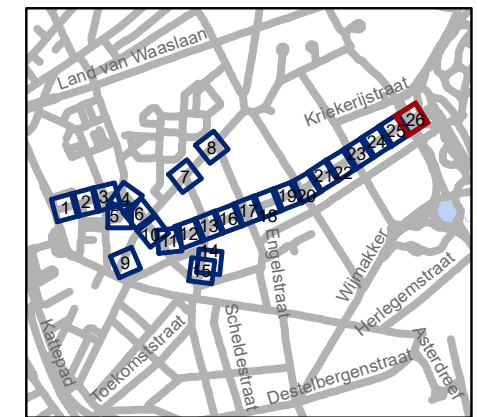 Land van Waaslaan
Kriekerijstraat
8
7
1 2 3 4
5 6
10 11 12 13 16 17 18 19 20 21 22 23 24 25 26
9
14
15
Engelstraat
Wijmakker
Herlegemstraat
Kattepad
Toekomststraat
Scheldestraat
Destelbergenstraat
Asterdreef